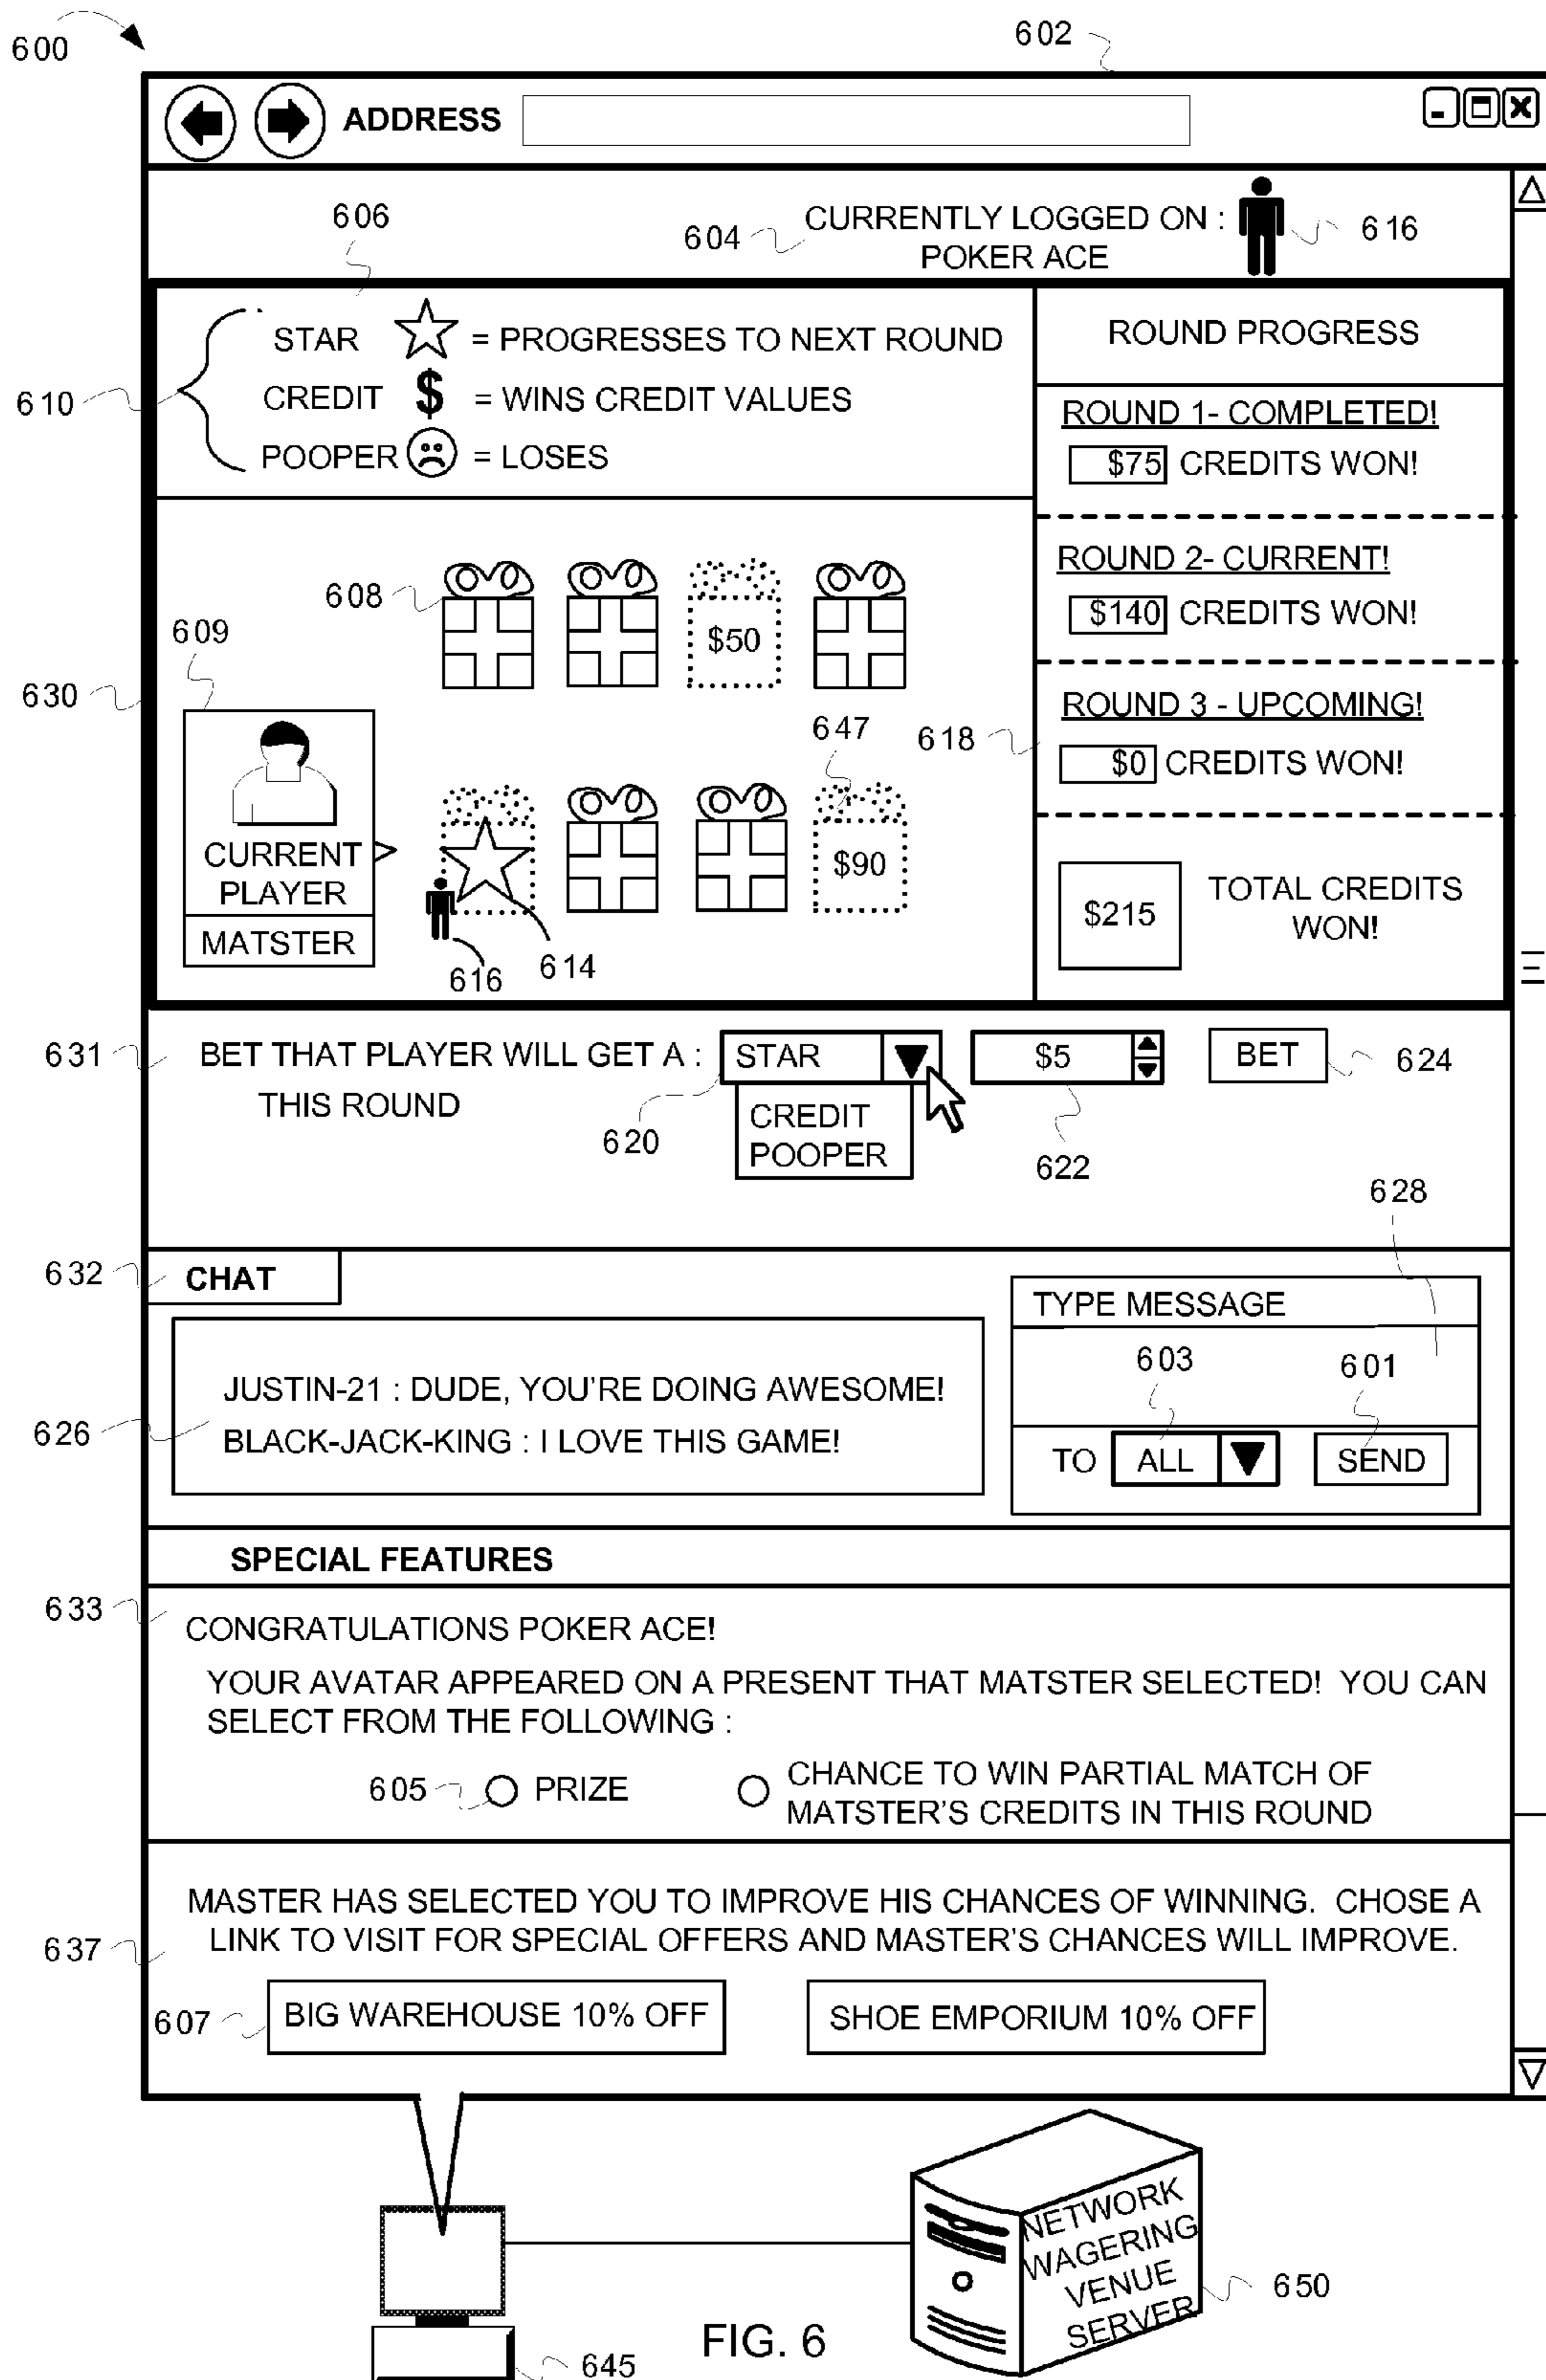 600
602
ADDRESS
606
604
CURRENTLY LOGGED ON :
POKER ACE
616
610
STAR = PROGRESSES TO NEXT ROUND
CREDIT $ = WINS CREDIT VALUES
POOPER = LOSES
ROUND PROGRESS
ROUND 1- COMPLETED!
$75 CREDITS WON!
ROUND 2- CURRENT!
$140 CREDITS WON!
ROUND 3 - UPCOMING!
$0 CREDITS WON!
$215
TOTAL CREDITS
WON!
608
$50
609
630
647
618
CURRENT
PLAYER
MATSTER
$90
616
614
631
BET THAT PLAYER WILL GET A :
THIS ROUND
STAR
CREDIT
POOPER
$5
BET
624
620
622
628
632
CHAT
TYPE MESSAGE
603
601
626
JUSTIN-21 : DUDE, YOU'RE DOING AWESOME!
BLACK-JACK-KING : I LOVE THIS GAME!
TO ALL SEND
SPECIAL FEATURES
633
CONGRATULATIONS POKER ACE!
YOUR AVATAR APPEARED ON A PRESENT THAT MATSTER SELECTED! YOU CAN
SELECT FROM THE FOLLOWING :
605
PRIZE
CHANCE TO WIN PARTIAL MATCH OF
MATSTER'S CREDITS IN THIS ROUND
637
MASTER HAS SELECTED YOU TO IMPROVE HIS CHANCES OF WINNING. CHOSE A
LINK TO VISIT FOR SPECIAL OFFERS AND MASTER'S CHANCES WILL IMPROVE.
607
BIG WAREHOUSE 10% OFF
SHOE EMPORIUM 10% OFF
NETWORK
WAGERING
VENUE
SERVER
650
FIG. 6
645